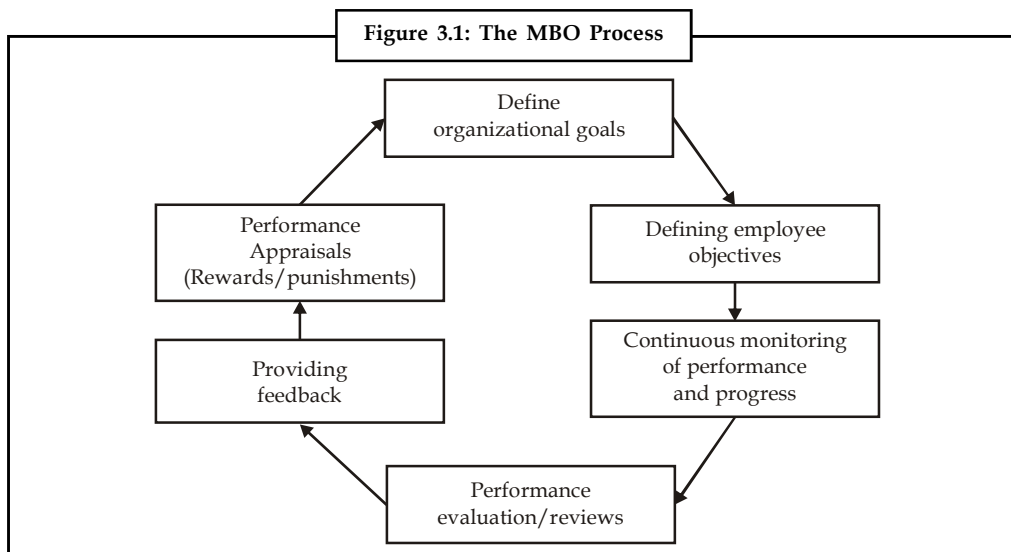 Figure 3.1: The MBO Process
Define
organizational goals
Defining employee
objectives
Continuous monitoring
of performance
and progress
Performance
evaluation/reviews
Providing
feedback
Performance
Appraisals
(Rewards/punishments)